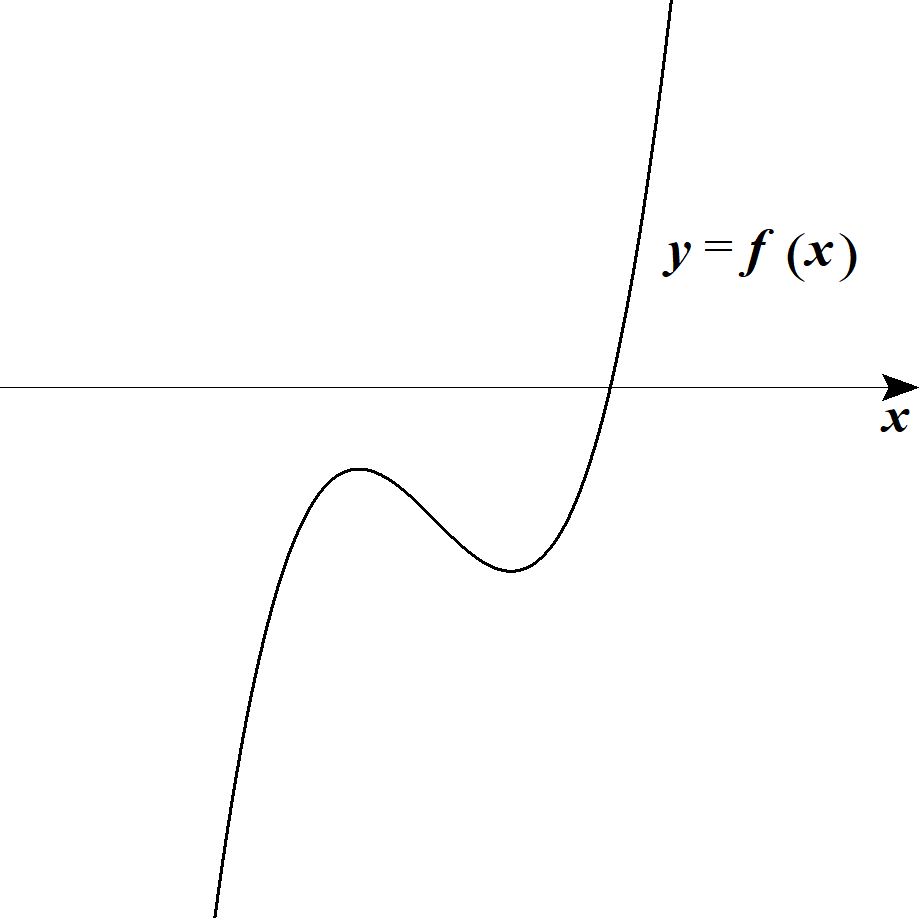 y = f (x)
x